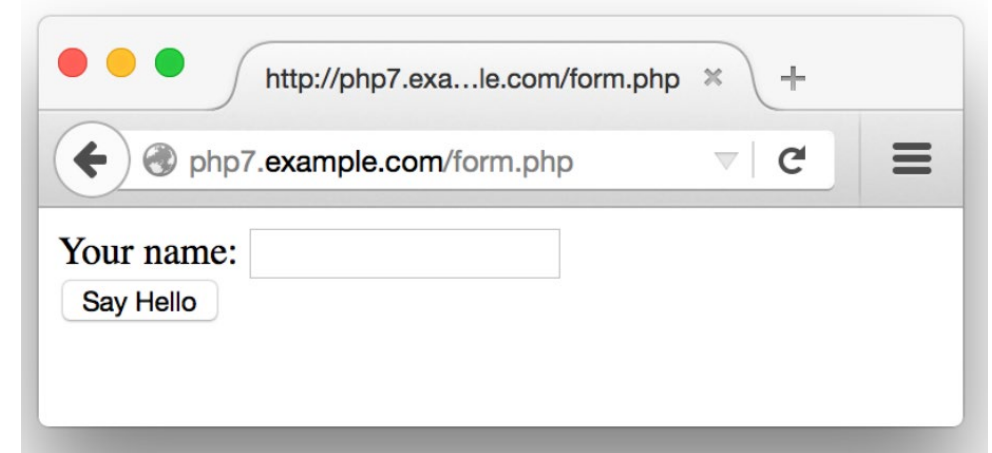 http://php7.exa...le.com/form.php
php7.example.com/form.php
Your name:
Say Hello